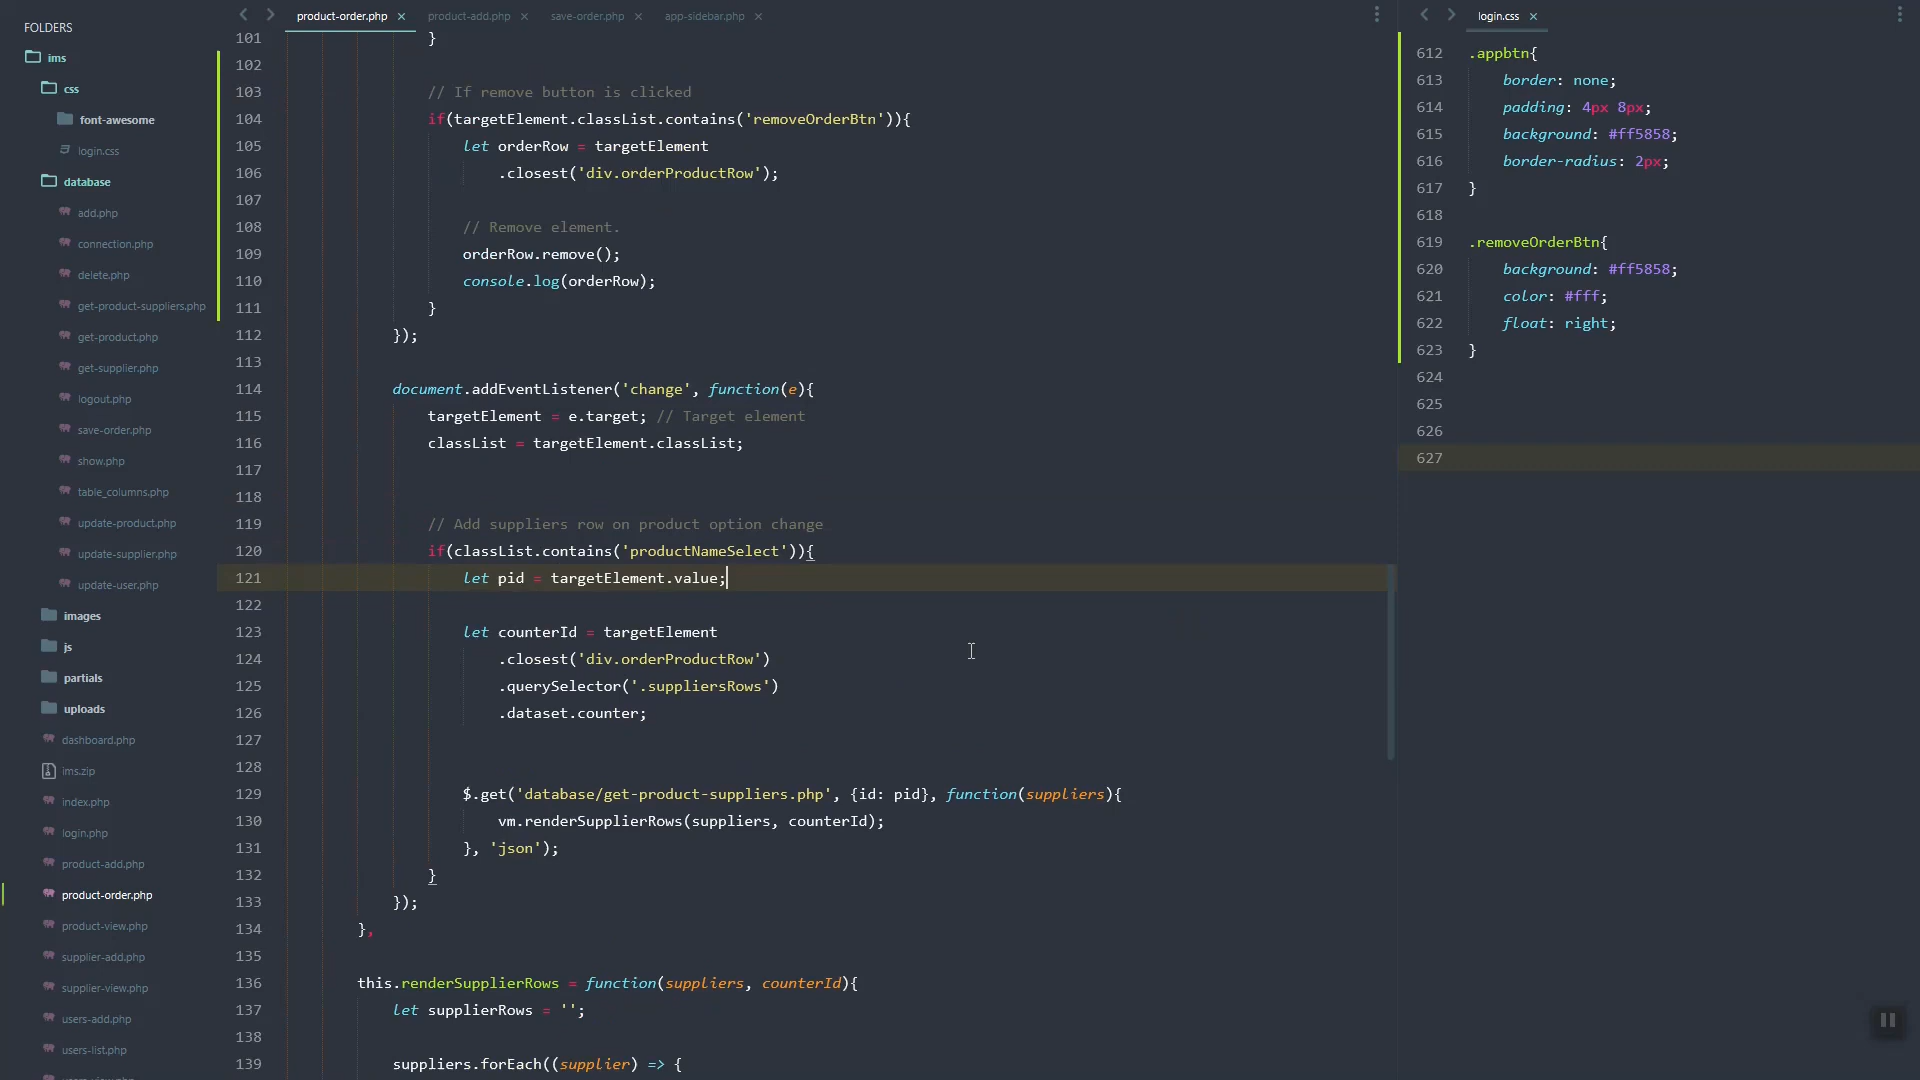 FOLDERS
ims
css
font-awesome
login.css
database
add.php
connection.php
delete.php
get-product-suppliers.php
get-product.php
get-supplier.php
logout.php
save-order.php
show.php
table_columns.php
update-product.php
update-supplier.php
update-user.php
images
js
partials
uploads
dashboard.php
ims.zip
index.php
login.php
product-add.php
product-order.php
product-view.php
supplier-add.php
supplier-view.php
users-add.php
users-list.php
product-order.php × product-add.php × save-order.php × app-sidebar.php ×
101 }
102
103 // If remove button is clicked
104 if(targetElement.classList.contains('removeOrderBtn')){
105 let orderRow = targetElement
106 .closest('div.orderProductRow');
107
108 // Remove element.
109 orderRow.remove();
110 console.log(orderRow);
111 }
112 });
113
114 document.addEventListener('change', function(e){
115 targetElement = e.target; // Target element
116 classList = targetElement.classList;
117
118
119 // Add suppliers row on product option change
120 if(classList.contains('productNameSelect')){
121 let pid = targetElement.value;
122
123 let counterId = targetElement
124 .closest('div.orderProductRow')
125 .querySelector('.suppliersRows')
126 .dataset.counter;
127
128
129 $.get('database/get-product-suppliers.php', {id: pid}, function(suppliers){
130 vm.renderSupplierRows(suppliers, counterId);
131 }, 'json');
132 }
133 });
134 },
135
136 this.renderSupplierRows = function(suppliers, counterId){
137 let supplierRows = '';
138
139 suppliers.forEach((supplier) => {
login.css ×
612 .appbtn{
613 border: none;
614 padding: 4px 8px;
615 background: #ff5858;
616 border-radius: 2px;
617 }
618
619 .removeOrderBtn{
620 background: #ff5858;
621 color: #fff;
622 float: right;
623 }
624
625
626
627